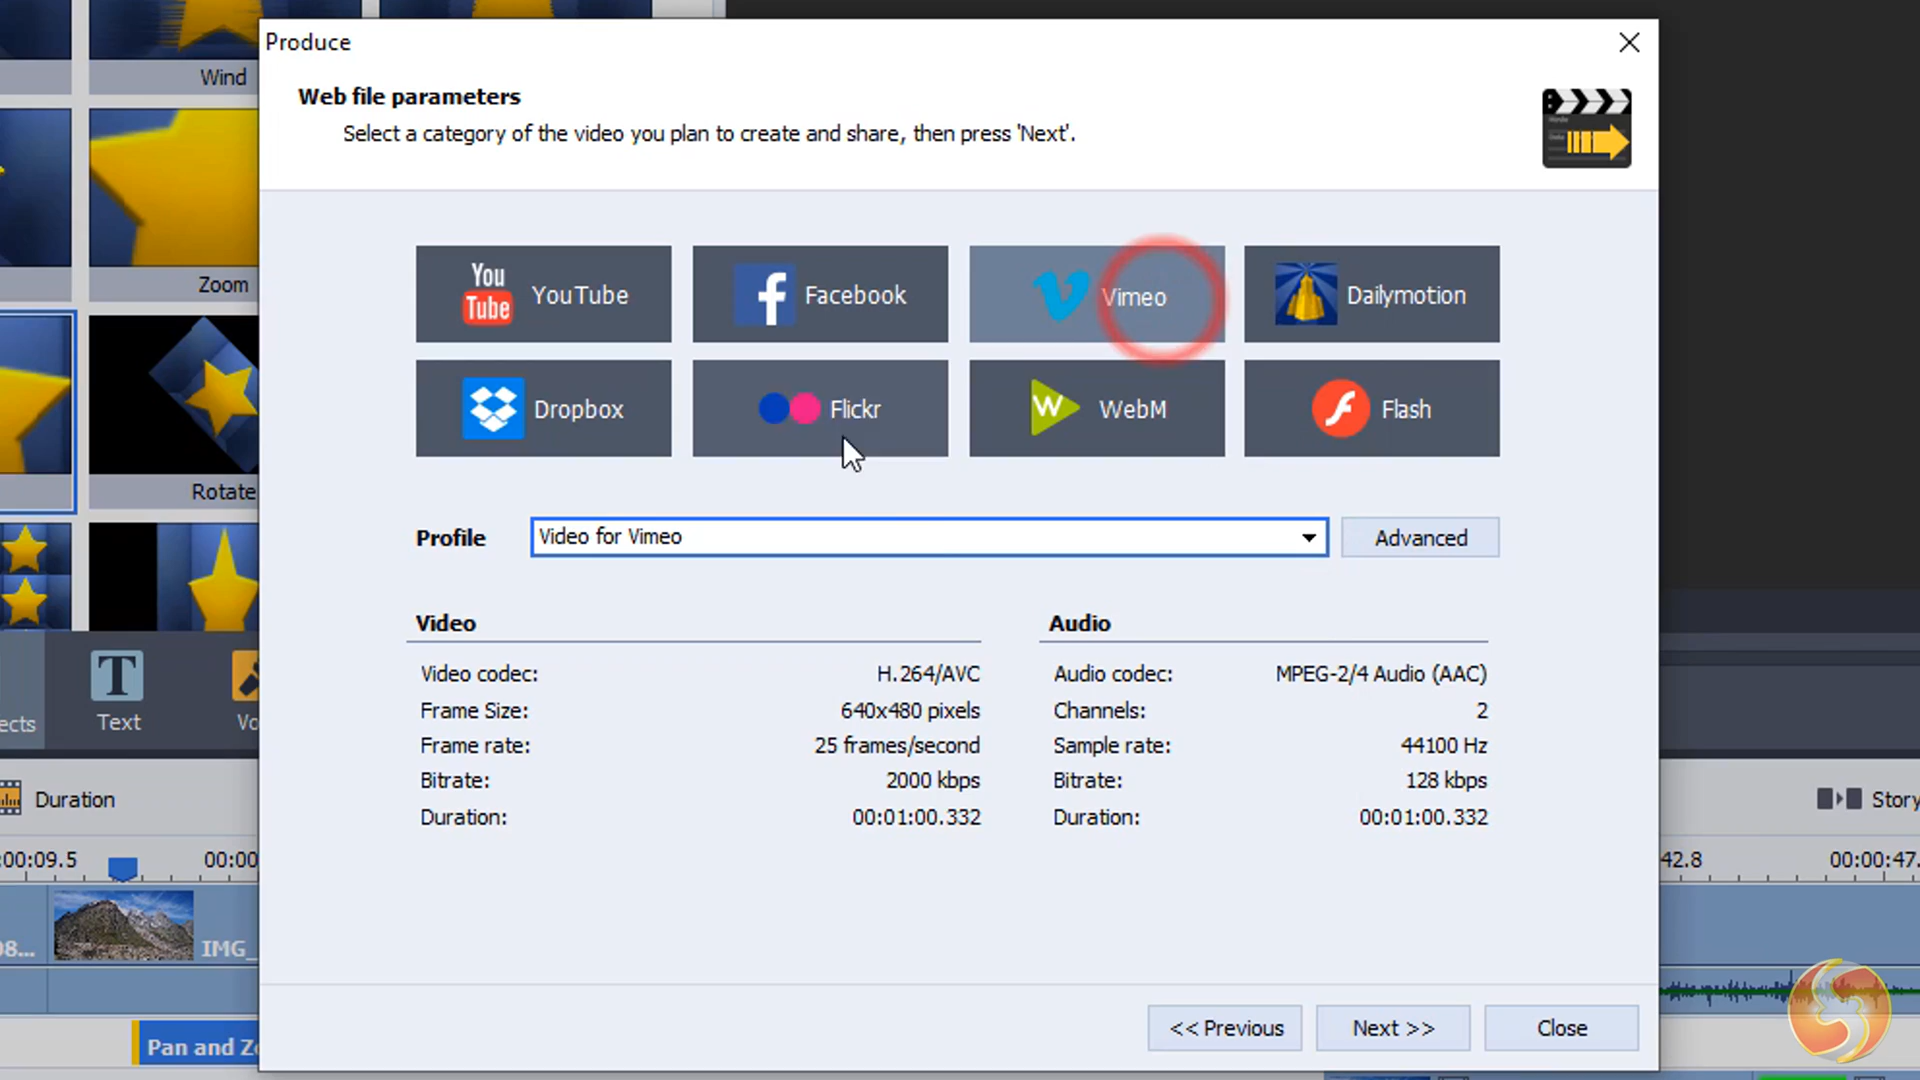 Produce
Wind
Web file parameters
Select a category of the video you plan to create and share, then press 'Next'.
Zoom
You
Tube
YouTube
Facebook
Vimeo
Dailymotion
Dropbox
Flickr
W
WebM
Flash
Rotate
Profile
Video for Vimeo
Advanced
Video
Audio
Video codec:
H.264/AVC
Audio codec:
MPEG-2/4 Audio (AAC)
Frame Size:
640x480 pixels
Channels:
2
Frame rate:
25 frames/second
Sample rate:
44100 Hz
Bitrate:
2000 kbps
Bitrate:
128 kbps
Duration:
00:01:00.332
Duration:
00:01:00.332
ects
T
Text
Vo
Duration
Story
:00:09.5
00:00
42.8
00:00:47.
08...
IMG_
Pan and Zo
<< Previous
Next >>
Close